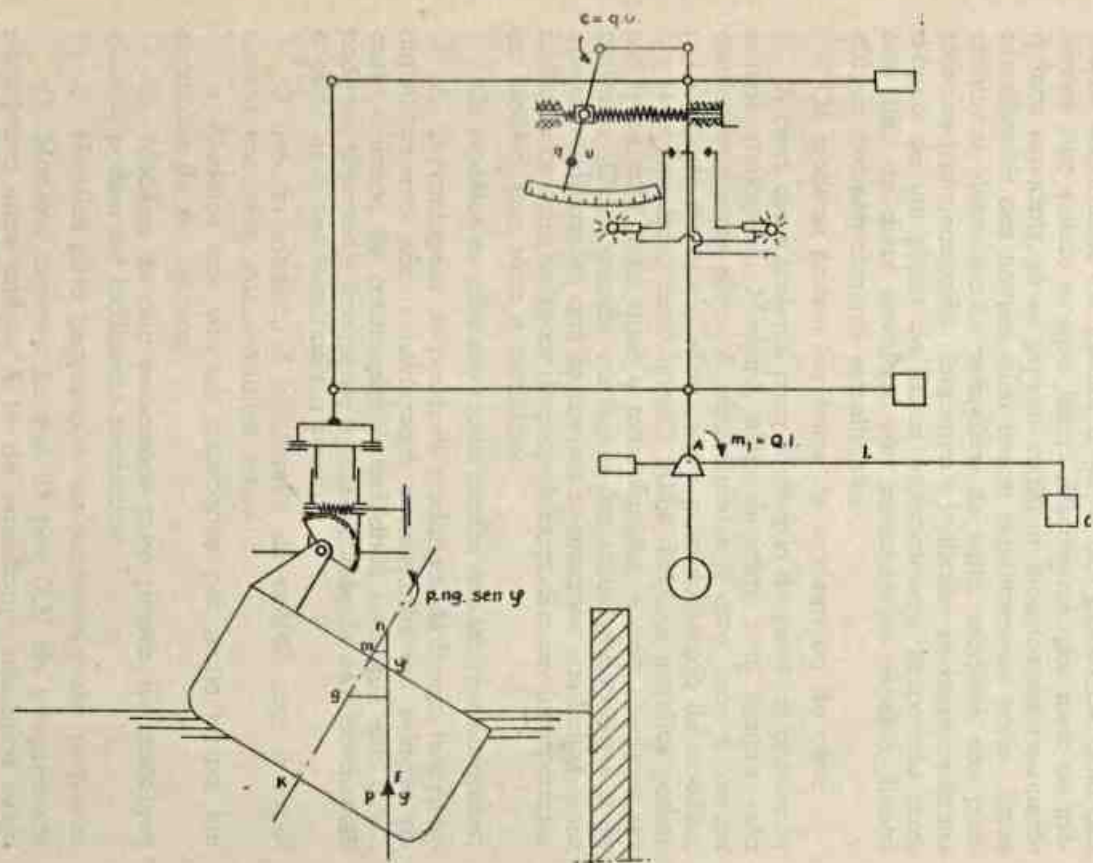 c = q.u.
q u
A m₁ = Q.l.
l.
p.ng. sen φ
n
m
φ
g
K
F
P φ